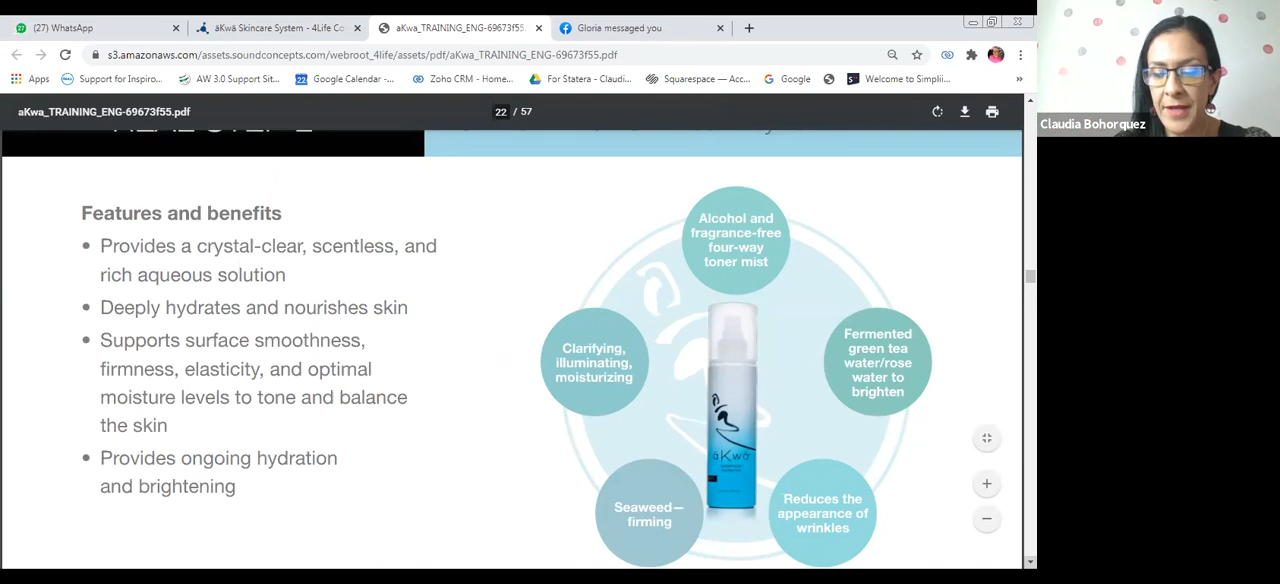 (27) WhatsApp
äKwä Skincare System - 4Life Co
aKwa_TRAINING_ENG-69673f55.
Gloria messaged you
s3.amazonaws.com/assets.soundconcepts.com/webroot_4life/assets/pdf/aKwa_TRAINING_ENG-69673f55.pdf
Apps
Support for Inspiro...
AW 3.0 Support Sit...
22
Google Calendar -...
Zoho CRM - Home...
For Statera - Claudi...
Squarespace — Acc...
Google
Welcome to Simplii...
»
aKwa_TRAINING_ENG-69673f55.pdf
22 / 57
Features and benefits
• Provides a crystal-clear, scentless, and
rich aqueous solution
• Deeply hydrates and nourishes skin
• Supports surface smoothness,
firmness, elasticity, and optimal
moisture levels to tone and balance
the skin
• Provides ongoing hydration
and brightening
Alcohol and
fragrance-free
four-way
toner mist
Clarifying,
illuminating,
moisturizing
Fermented
green tea
water/rose
water to
brighten
äKwä
Seaweed—
firming
Reduces the
appearance of
wrinkles
Claudia Bohorquez